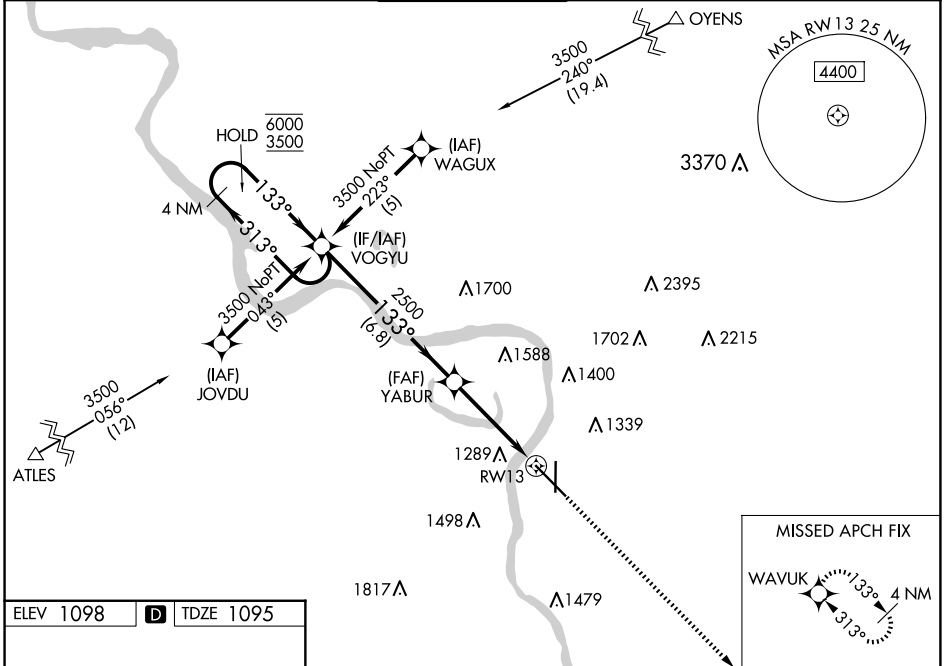 OYENS
3500
240°
(19.4)
MSA RW13 25 NM
4400
HOLD
6000
3500
(IAF)
WAGUX
3500 NoPT
223°
(5)
3370
4 NM
133°
313°
(IF/IAF)
VOGYU
3500 NoPT
043°
(5)
2500
133°
(6.8)
1700
2395
1702
2215
1588
1400
(IAF)
JOVDU
(FAF)
YABUR
3500
056°
(12)
1339
ATLES
1289
RW13
1498
MISSED APCH FIX
WAVUK
133°
4 NM
313°
1817
1479
ELEV 1098 D TDZE 1095